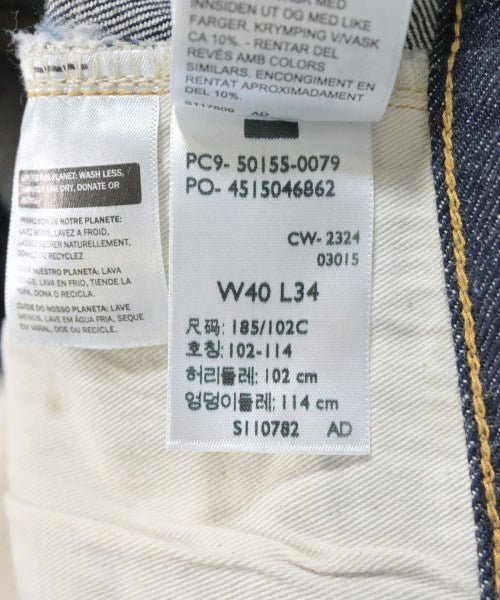 INNSIDEN UT OG MED LIKE
FARGER. KRYMPING V/VASK
CA 10%. - RENTAR DEL
REVÉS AMB COLORS
SIMILARS. ENCONGIMENT EN
RENTAT APROXIMADAMENT
DEL 10%.
S117609 AD
PLANET: WASH LESS,
DRY, DONATE OR
DE NOTRE PLANETE:
LAVEZ MOINS, LAVEZ A FROID,
SÉCHER NATURELLEMENT,
DONNEZ OU RECYCLEZ
NUESTRO PLANETA: LAVA
MENOS, LAVA EN FRIO, TIENDE LA
ROPA, DONA O RECICLA.
CUIDE DO NOSSO PLANETA: LAVE
MENOS, LAVE EM ÁGUA FRIA, SEQUE
EM VARAL, DOE OU RECICLE.
PC9- 50155-0079
PO- 4515046862
CW- 2324
03015
W40 L34
尺码: 185/102C
호칭: 102-114
허리둘레: 102 cm
엉덩이둘레: 114 cm
S110782 AD